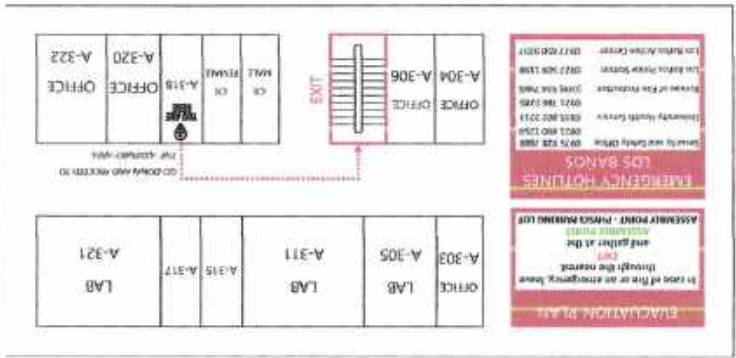 EVACUATION PLAN
In case of fire or an emergency, leave
through the nearest
EXIT
and gather at the
ASSEMBLY POINT
ASSEMBLY POINT - PHYSICS PARKING LOT
EMERGENCY HOTLINES
LOS BANOS
Security and Safety Office
University Health Service
Bureau of Fire Protection
Los Baños Police Station
Los Baños Action Center
OFFICE
A-303
LAB
A-305
LAB
A-311
A-315
A-317
LAB
A-321
GO DOWN AND PROCEED TO
THE ASSEMBLY AREA
OFFICE
A-304
OFFICE
A-306
EXIT
MALE
CR
FEMALE
CR
YOU ARE
HERE
A-318
OFFICE
A-320
OFFICE
A-322